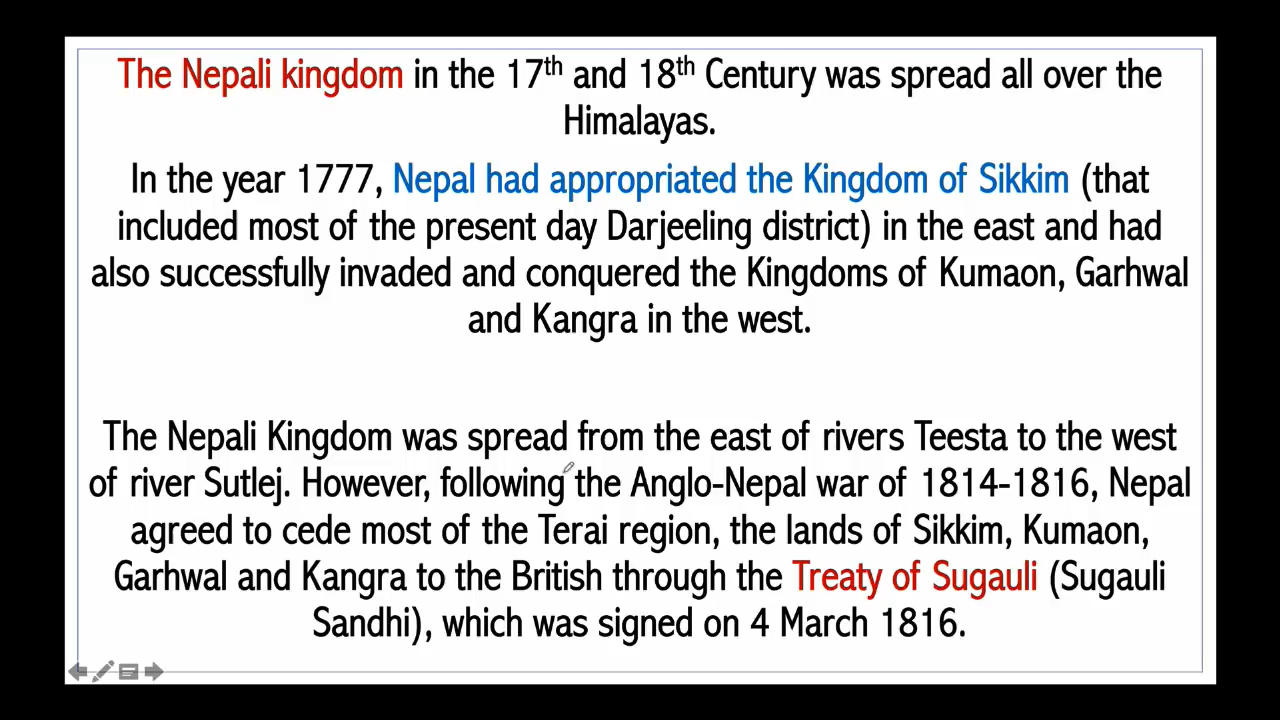 The Nepali kingdom in the 17th and 18th Century was spread all over the
Himalayas.
In the year 1777, Nepal had appropriated the Kingdom of Sikkim (that
included most of the present day Darjeeling district) in the east and had
also successfully invaded and conquered the Kingdoms of Kumaon, Garhwal
and Kangra in the west.
The Nepali Kingdom was spread from the east of rivers Teesta to the west
of river Sutlej. However, following the Anglo-Nepal war of 1814-1816, Nepal
agreed to cede most of the Terai region, the lands of Sikkim, Kumaon,
Garhwal and Kangra to the British through the Treaty of Sugauli (Sugauli
Sandhi), which was signed on 4 March 1816.